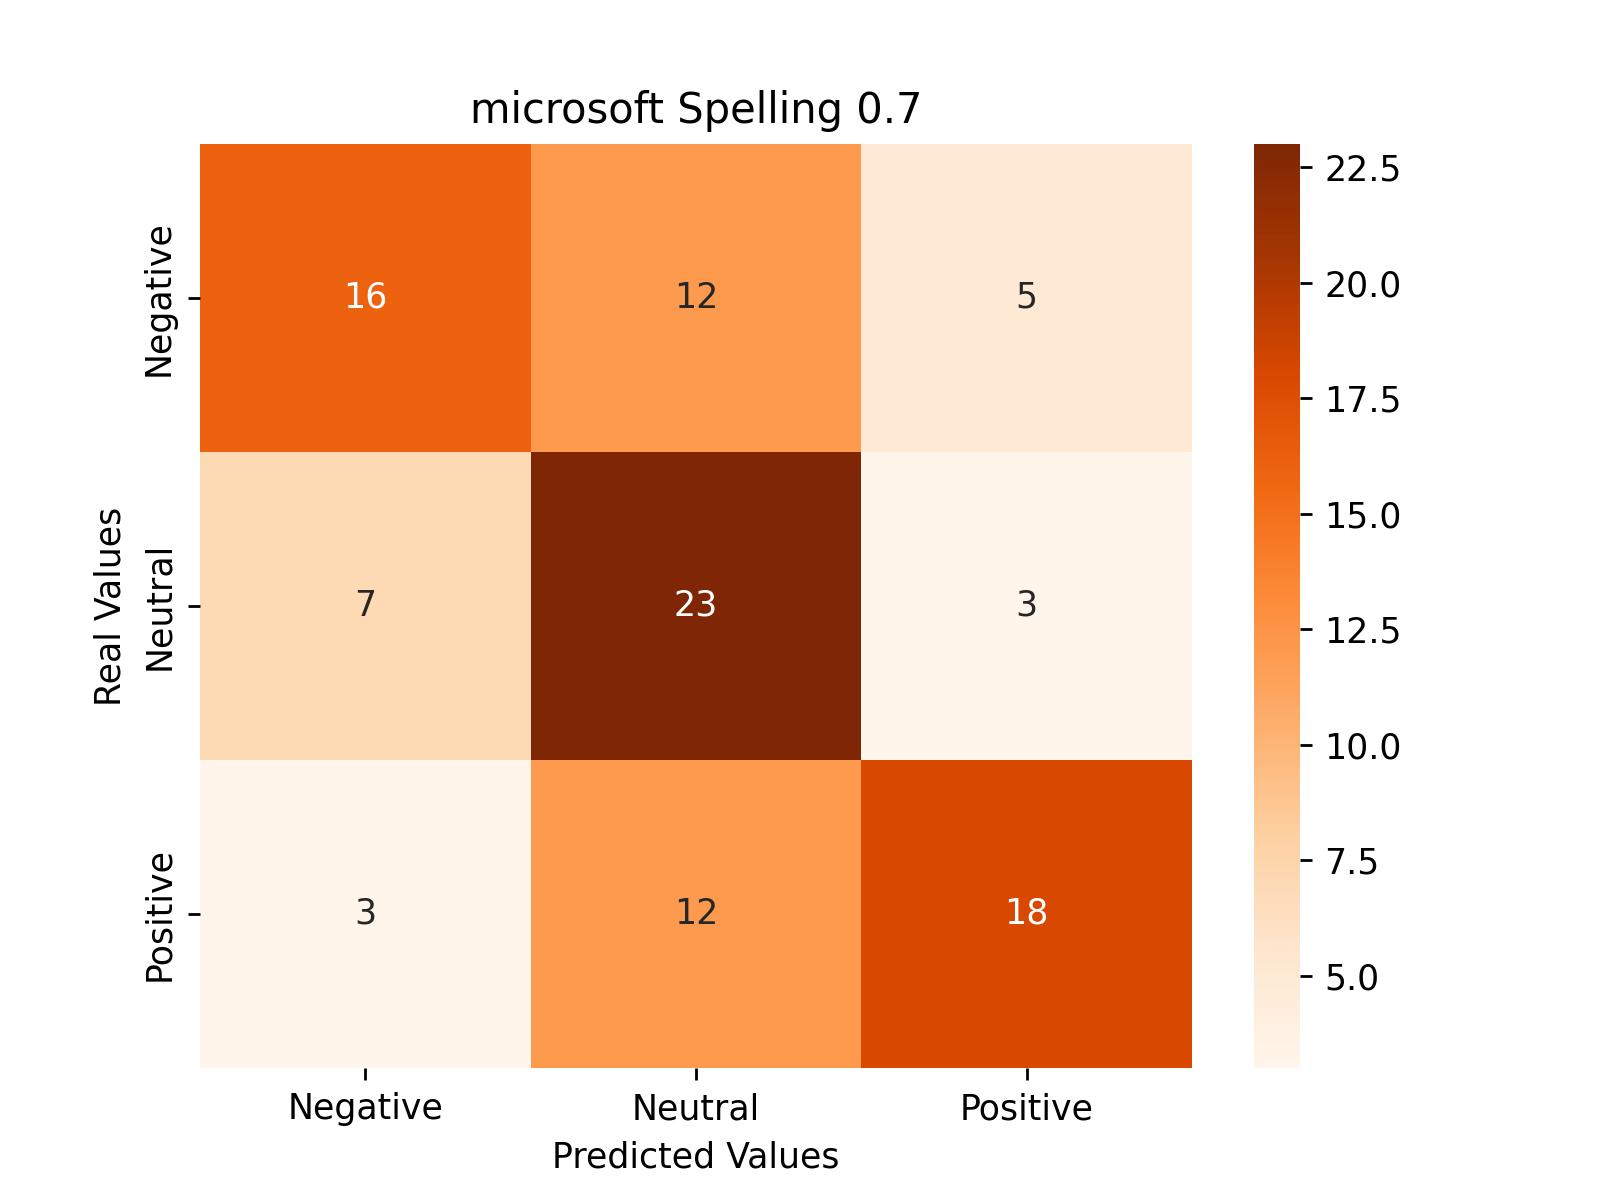 microsoft Spelling 0.7
Real Values
Negative
16 12 5
Neutral
7 23 3
Positive
3 12 18
Negative Neutral Positive
Predicted Values
22.5
20.0
17.5
15.0
12.5
10.0
7.5
5.0